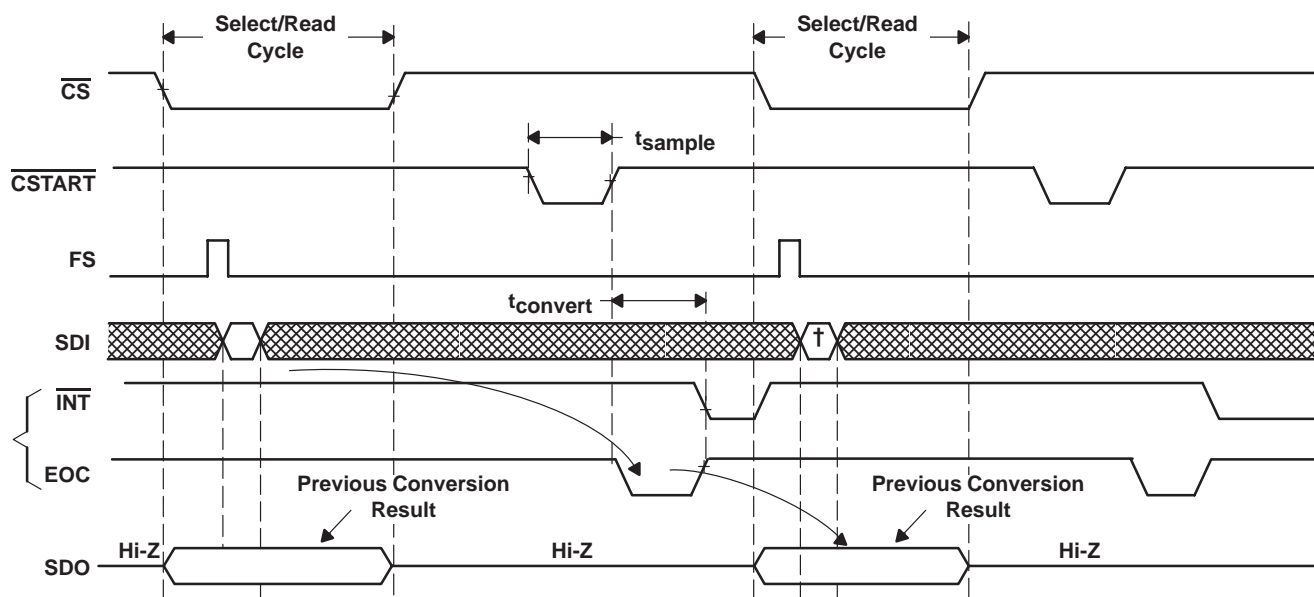 Select/Read
Cycle
Select/Read
Cycle
CS
tsample
CSTART
FS
tconvert
SDI
†
INT
EOC
Previous Conversion
Result
Previous Conversion
Result
Hi-Z
Hi-Z
Hi-Z
SDO